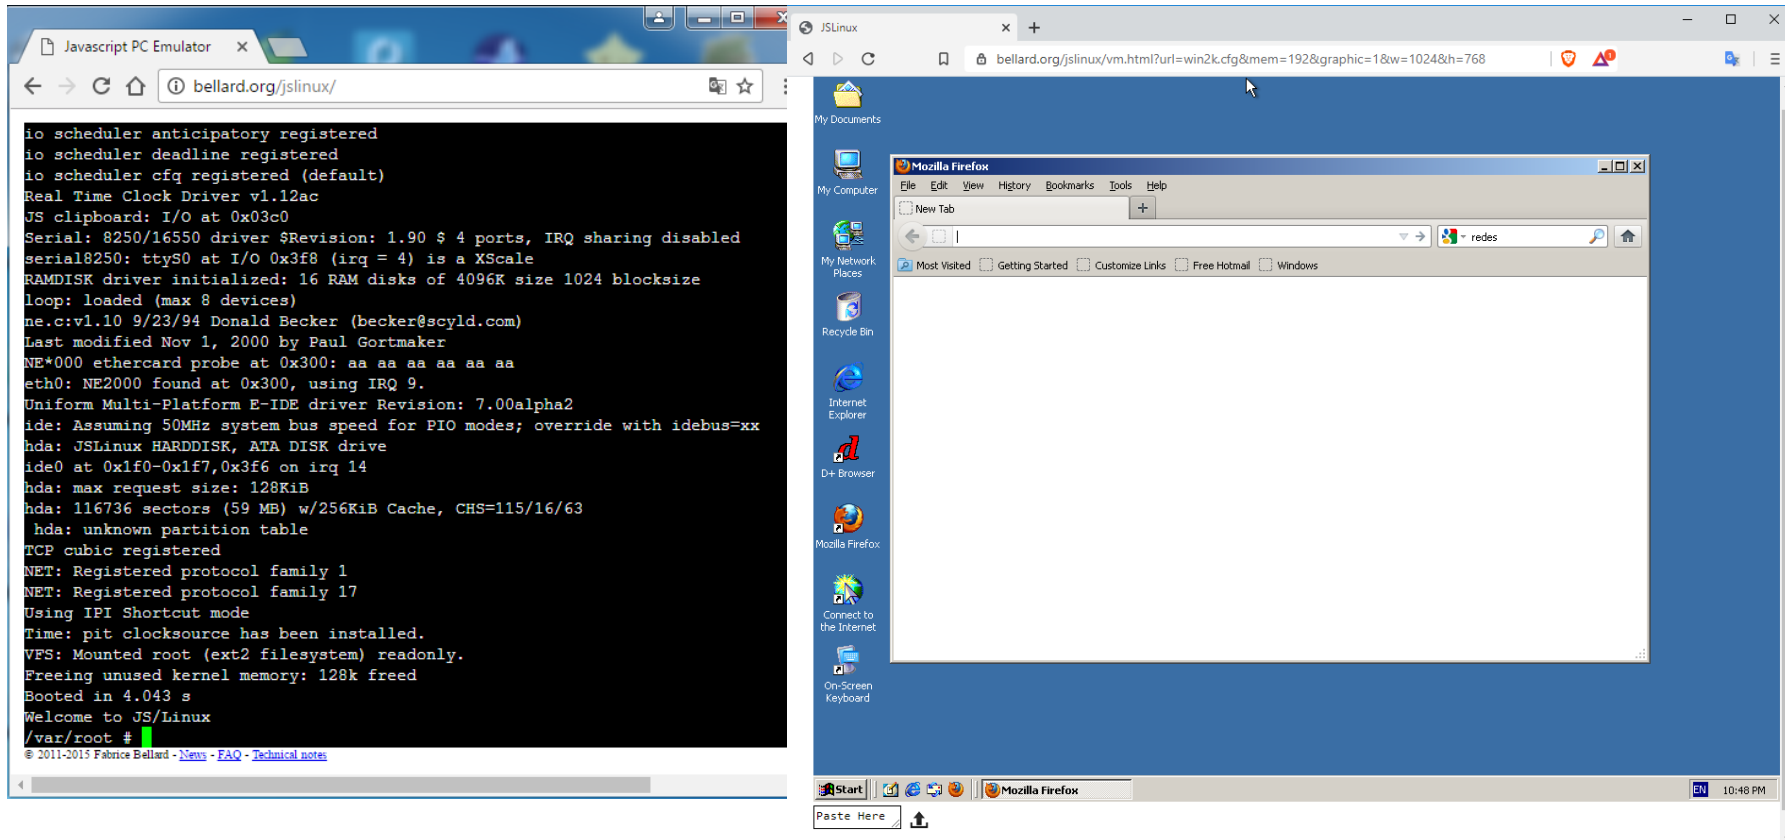 Javascript PC Emulator
bellard.org/jslinux/
io scheduler anticipatory registered
io scheduler deadline registered
io scheduler cfq registered (default)
Real Time Clock Driver v1.12ac
JS clipboard: I/O at 0x03c0
Serial: 8250/16550 driver $Revision: 1.90 $ 4 ports, IRQ sharing disabled
serial8250: ttyS0 at I/O 0x3f8 (irq = 4) is a XScale
RAMDISK driver initialized: 16 RAM disks of 4096K size 1024 blocksize
loop: loaded (max 8 devices)
ne.c:v1.10 9/23/94 Donald Becker (becker@scyld.com)
Last modified Nov 1, 2000 by Paul Gortmaker
NE*000 ethercard probe at 0x300: aa aa aa aa aa aa
eth0: NE2000 found at 0x300, using IRQ 9.
Uniform Multi-Platform E-IDE driver Revision: 7.00alpha2
ide: Assuming 50MHz system bus speed for PIO modes; override with idebus=xx
hda: JSLinux HARDDISK, ATA DISK drive
ide0 at 0x1f0-0x1f7,0x3f6 on irq 14
hda: max request size: 128KiB
hda: 116736 sectors (59 MB) w/256KiB Cache, CHS=115/16/63
hda: unknown partition table
TCP cubic registered
NET: Registered protocol family 1
NET: Registered protocol family 17
Using IPI Shortcut mode
Time: pit clocksource has been installed.
VFS: Mounted root (ext2 filesystem) readonly.
Freeing unused kernel memory: 128k freed
Booted in 4.043 s
Welcome to JS/Linux
/var/root #
© 2011-2015 Fabrice Bellard - News - FAQ - Technical notes
JSLinux
bellard.org/jslinux/vm.html?url=win2k.cfg&mem=192&graphic=1&w=1024&h=768
My Documents
My Computer
My Network
Places
Recycle Bin
Internet
Explorer
D+ Browser
Mozilla Firefox
Connect to
the Internet
On-Screen
Keyboard
Mozilla Firefox
File Edit View History Bookmarks Tools Help
New Tab
redes
Most Visited Getting Started Customize Links Free Hotmail Windows
Start Mozilla Firefox EN 10:48 PM
Paste Here